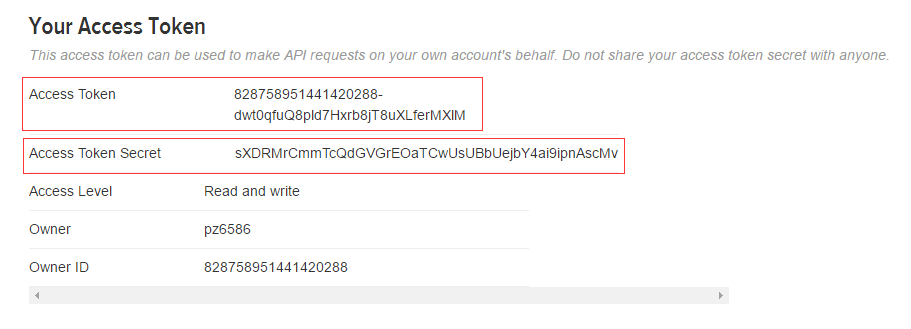 Your Access Token
This access token can be used to make API requests on your own account's behalf. Do not share your access token secret with anyone.
Access Token 828758951441420288-
dwt0qfuQ8pld7Hxrb8jT8uXLferMXlM
Access Token Secret sXDRMrCmmTcQdGVGrEOaTCwUsUBbUejbY4ai9ipnAscMv
Access Level Read and write
Owner pz6586
Owner ID 828758951441420288